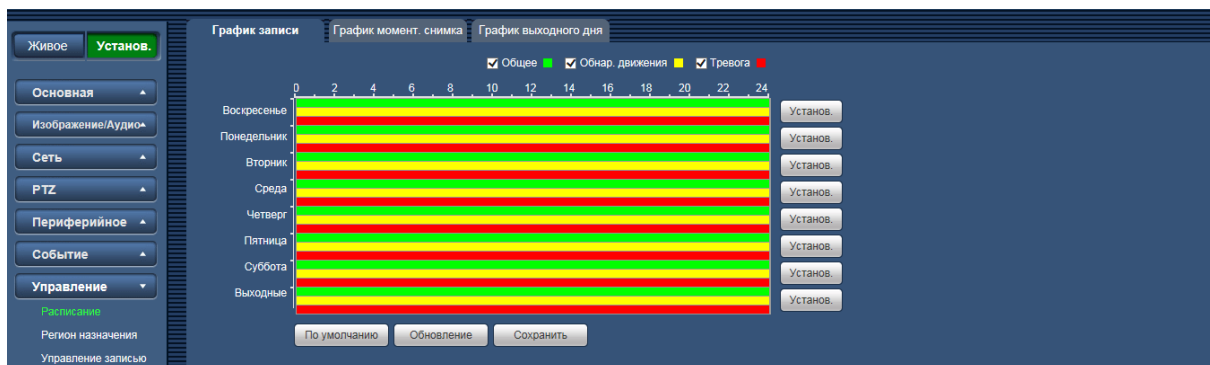 График записи График момент. снимка График выходного дня
Живое Установ.
Общее Обнар. движения Тревога
0 2 4 6 8 10 12 14 16 18 20 22 24
Основная
Воскресенье Установ.
Изображение/Аудио
Понедельник Установ.
Сеть
Вторник Установ.
PTZ
Среда Установ.
Периферийное
Четверг Установ.
Событие
Пятница Установ.
Суббота Установ.
Управление
Выходные Установ.
Расписание
Регион назначения
Управление записью
По умолчанию Обновление Сохранить